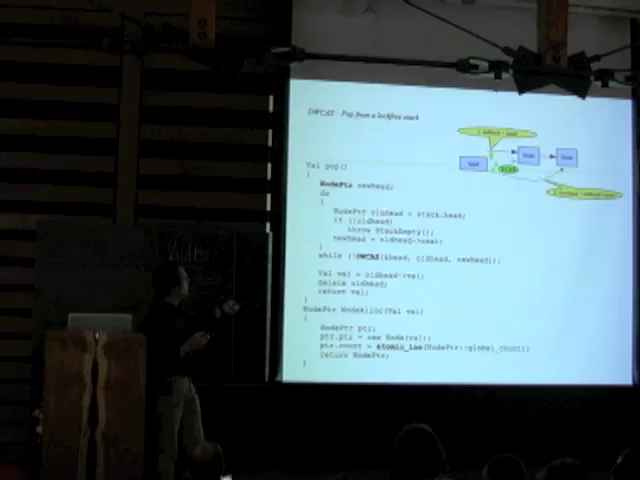 DWCAS - Pop from a lockfree stack
Val pop()
{
NodePtr newhead;
do
{
NodePtr oldhead = stack.head;
if (!oldhead)
throw StackEmpty();
newhead = oldhead->next;
}
while (!DWCAS(&head, oldhead, newhead));
Val val = oldhead->val;
delete oldhead
return val;
}
NodePtr NodeAlloc(Val val)
{
NodePtr ptr;
ptr.ptr = new Node(val);
ptr.count = atomic_inc(NodePtr::global_count);
return NodePtr;
}